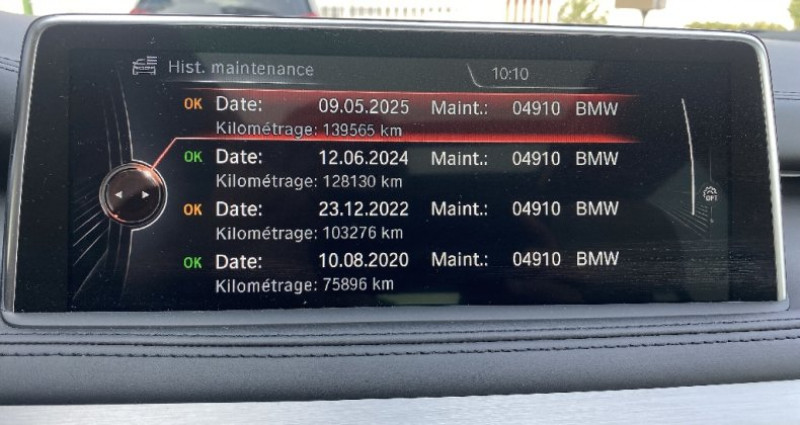 Hist. maintenance 10:10
OK Date: 09.05.2025 Maint.: 04910 BMW
Kilométrage: 139565 km
OK Date: 12.06.2024 Maint.: 04910 BMW
Kilométrage: 128130 km
OK Date: 23.12.2022 Maint.: 04910 BMW
Kilométrage: 103276 km
OK Date: 10.08.2020 Maint.: 04910 BMW
Kilométrage: 75896 km
OPT